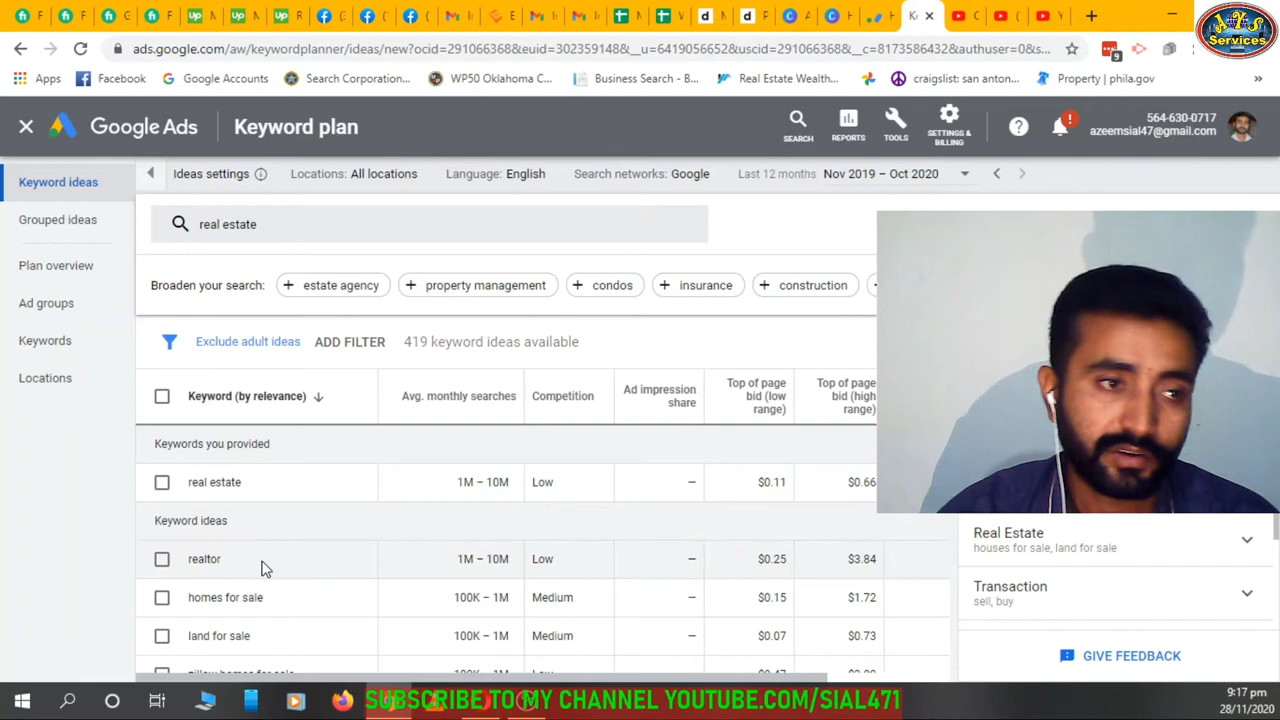 AYS
Services
ads.google.com/aw/keywordplanner/ideas/new?ocid=291066368&euid=302359148&__u=6419056652&uscid=291066368&__c=8173586432&authuser=0&s...
9
Apps
Facebook
Google Accounts
Search Corporation...
WP50 Oklahoma C...
Business Search - B...
Real Estate Wealth...
craigslist: san anton...
Property | phila.gov
»
Google Ads
Keyword plan
SEARCH
REPORTS
TOOLS
SETTINGS &
BILLING
564-630-0717
azeemsial47@gmail.com
Keyword ideas
Grouped ideas
Plan overview
Ad groups
Keywords
Locations
Ideas settings
Locations: All locations
Language: English
Search networks: Google
Last 12 months
Nov 2019 – Oct 2020
real estate
Broaden your search:
+ estate agency
+ property management
+ condos
+ insurance
+ construction
+
Exclude adult ideas
ADD FILTER
419 keyword ideas available
Keyword (by relevance)
Avg. monthly searches
Competition
Ad impression
share
Top of page
bid (low
range)
Top of page
bid (high
range)
Keywords you provided
real estate
1M – 10M
Low
–
$0.11
$0.66
Keyword ideas
realtor
1M – 10M
Low
–
$0.25
$3.84
homes for sale
100K – 1M
Medium
–
$0.15
$1.72
land for sale
100K – 1M
Medium
–
$0.07
$0.73
Real Estate
houses for sale, land for sale
Transaction
sell, buy
GIVE FEEDBACK
SUBSCRIBE TO MY CHANNEL YOUTUBE.COM/SIAL471
9:17 pm
28/11/2020